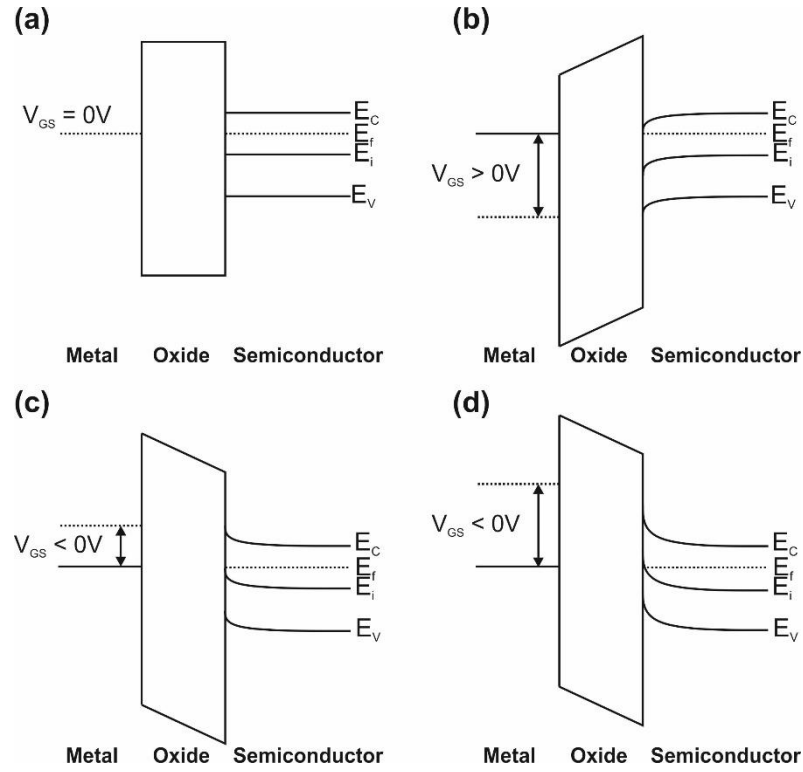 (a)
V_GS = 0V
E_C
E_f
E_i
E_V
Metal Oxide Semiconductor
(b)
V_GS > 0V
E_C
E_f
E_i
E_V
Metal Oxide Semiconductor
(c)
V_GS < 0V
E_C
E_f
E_i
E_V
Metal Oxide Semiconductor
(d)
V_GS < 0V
E_C
E_f
E_i
E_V
Metal Oxide Semiconductor